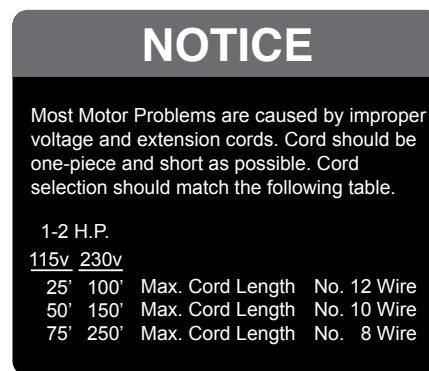 NOTICE
Most Motor Problems are caused by improper
voltage and extension cords. Cord should be
one-piece and short as possible. Cord
selection should match the following table.
1-2 H.P.
115v 230v
25’ 100’ Max. Cord Length No. 12 Wire
50’ 150’ Max. Cord Length No. 10 Wire
75’ 250’ Max. Cord Length No. 8 Wire